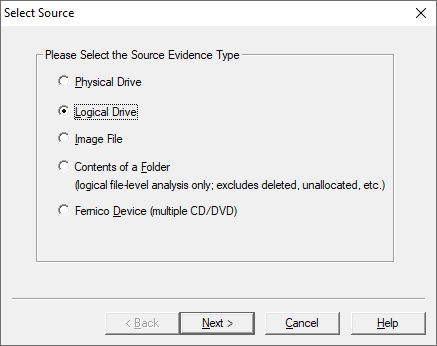 Select Source
Please Select the Source Evidence Type
Physical Drive
Logical Drive
Image File
Contents of a Folder
(logical file-level analysis only; excludes deleted, unallocated, etc.)
Fernico Device (multiple CD/DVD)
< Back
Next >
Cancel
Help